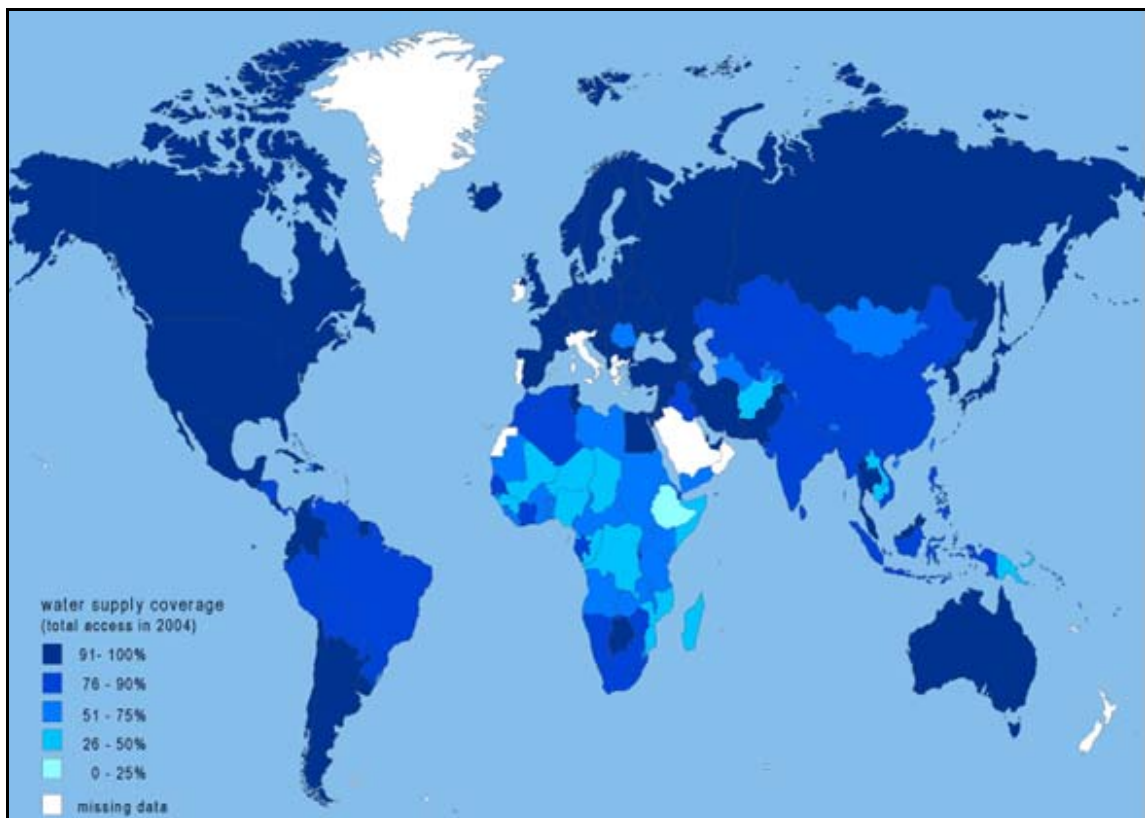 water supply coverage
(total access in 2004)
91- 100%
76 - 90%
51 - 75%
26 - 50%
0 - 25%
missing data